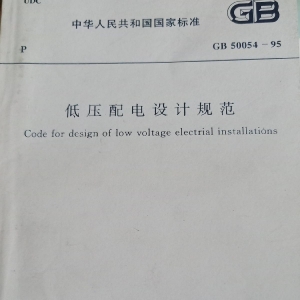 UDC
GB
中华人民共和国国家标准
P
GB 50054-95
低压配电设计规范
Code for design of low voltage electrial installations